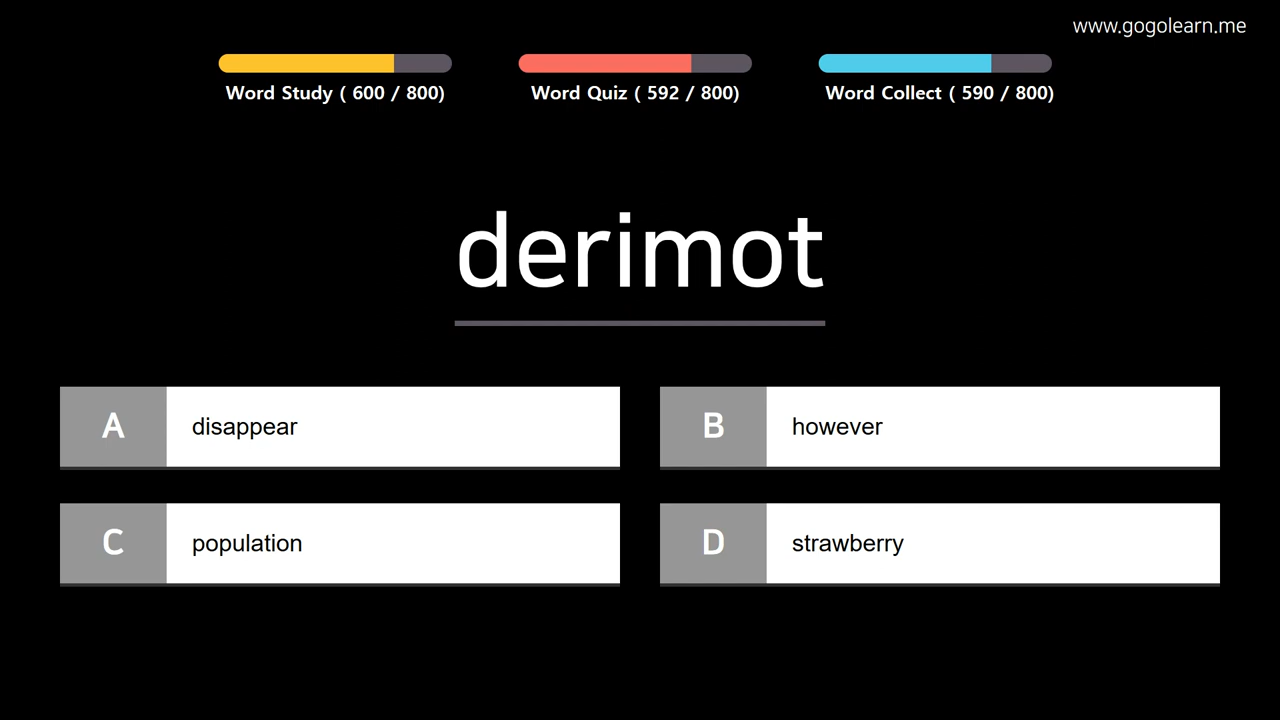 www.gogolearn.me
Word Study ( 600 / 800)
Word Quiz ( 592 / 800)
Word Collect ( 590 / 800)
derimot
A
disappear
B
however
C
population
D
strawberry